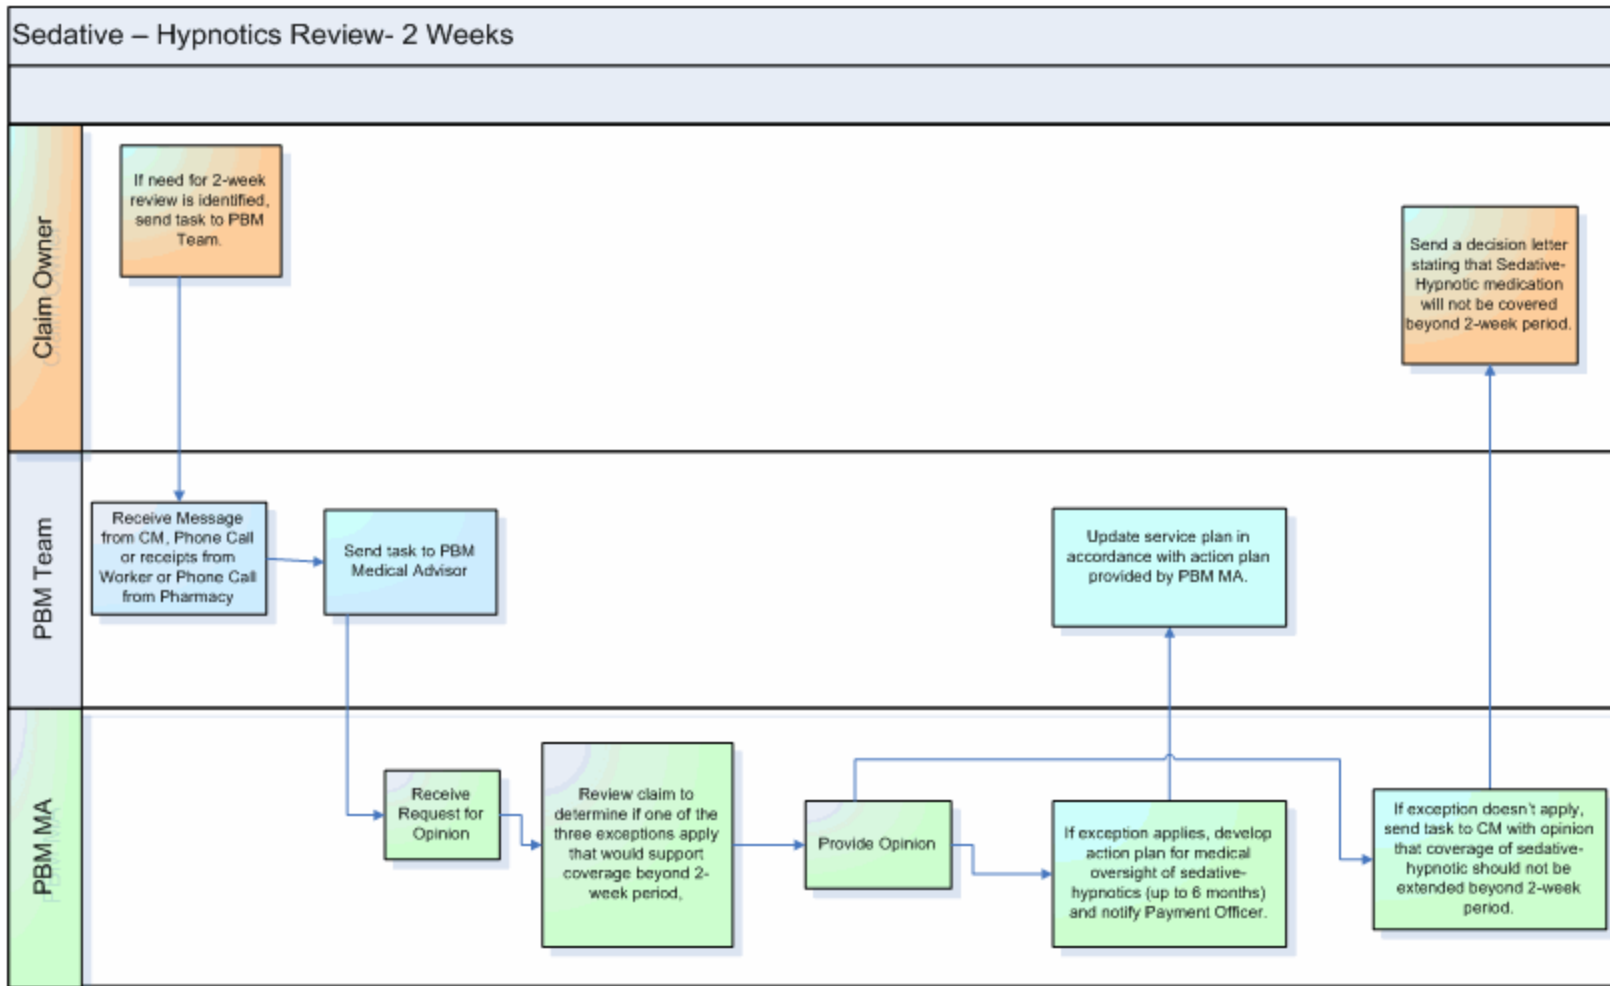 Sedative – Hypnotics Review- 2 Weeks
Claim Owner
If need for 2-week
review is identified,
send task to PBM
Team.
Send a decision letter
stating that Sedative-
Hypnotic medication
will not be covered
beyond 2-week period.
PBM Team
Receive Message
from CM, Phone Call
or receipts from
Worker or Phone Call
from Pharmacy
Send task to PBM
Medical Advisor
Update service plan in
accordance with action plan
provided by PBM MA.
PBM MA
Receive
Request for
Opinion
Review claim to
determine if one of the
three exceptions apply
that would support
coverage beyond 2-
week period,
Provide Opinion
If exception applies, develop
action plan for medical
oversight of sedative-
hypnotics (up to 6 months)
and notify Payment Officer.
If exception doesn't apply,
send task to CM with opinion
that coverage of sedative-
hypnotic should not be
extended beyond 2-week
period.